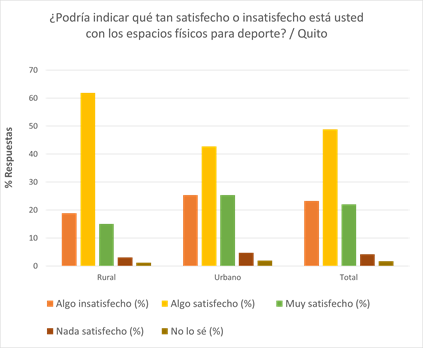 ¿Podría indicar qué tan satisfecho o insatisfecho está usted
con los espacios físicos para deporte? / Quito
% Respuestas
70
60
50
40
30
20
10
0
Rural Urbano Total
Algo insatisfecho (%) Algo satisfecho (%) Muy satisfecho (%)
Nada satisfecho (%) No lo sé (%)